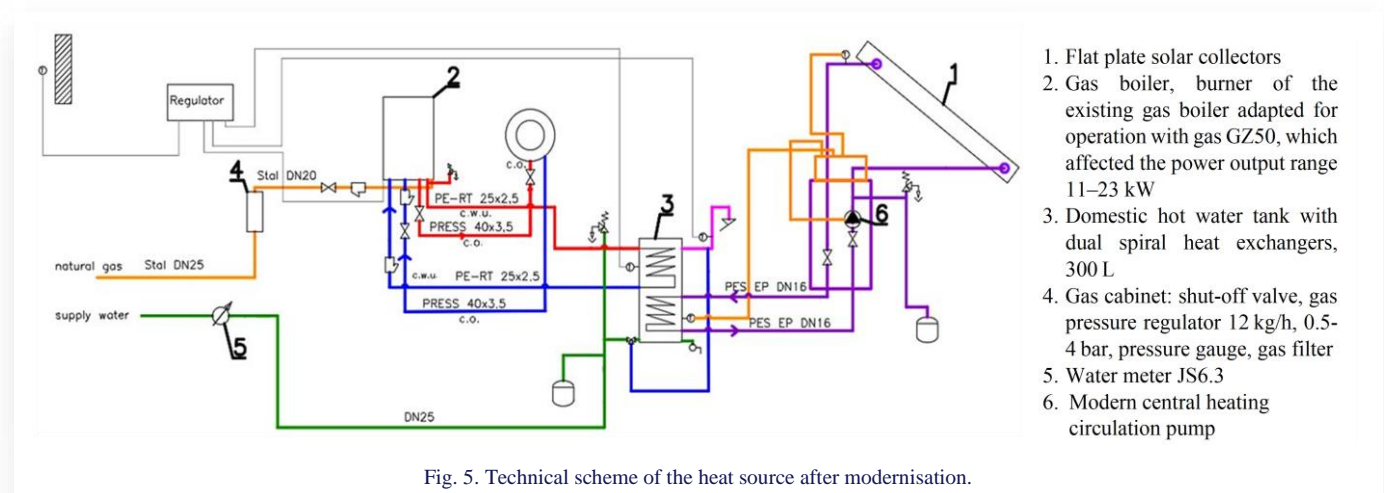 Regulator
2
1
4
Stal DN20
c.o.
PE-RT 25x2,5
c.w.u.
PRESS 40x3,5
c.o.
3
6
natural gas Stal DN25
c.w.u. PE-RT 25x2.5
PRESS 40x3.5
c.o.
PES EP DN16
PES EP DN16
supply water
5
DN25
1. Flat plate solar collectors
2. Gas boiler, burner of the
existing gas boiler adapted for
operation with gas GZ50, which
affected the power output range
11–23 kW
3. Domestic hot water tank with
dual spiral heat exchangers,
300 L
4. Gas cabinet: shut-off valve, gas
pressure regulator 12 kg/h, 0.5-
4 bar, pressure gauge, gas filter
5. Water meter JS6.3
6. Modern central heating
circulation pump
Fig. 5. Technical scheme of the heat source after modernisation.